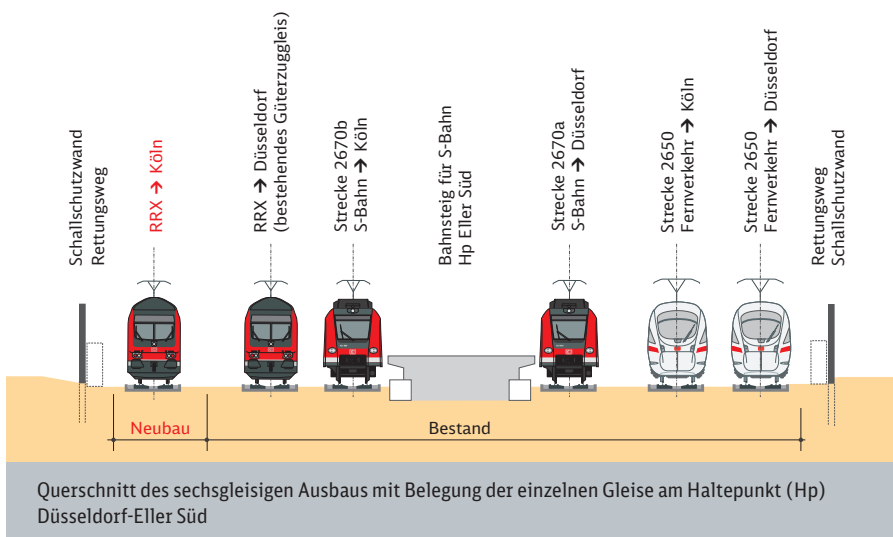 Schallschutzwand
Rettungsweg
RRX → Köln
RRX → Düsseldorf
(bestehendes Güterzuggleis)
Strecke 2670b
S-Bahn → Köln
Bahnsteig für S-Bahn
Hp Eller Süd
Strecke 2670a
S-Bahn → Düsseldorf
Strecke 2650
Fernverkehr → Köln
Strecke 2650
Fernverkehr → Düsseldorf
Rettungsweg
Schallschutzwand
Neubau
Bestand
Querschnitt des sechsgleisigen Ausbaus mit Belegung der einzelnen Gleise am Haltepunkt (Hp)
Düsseldorf-Eller Süd